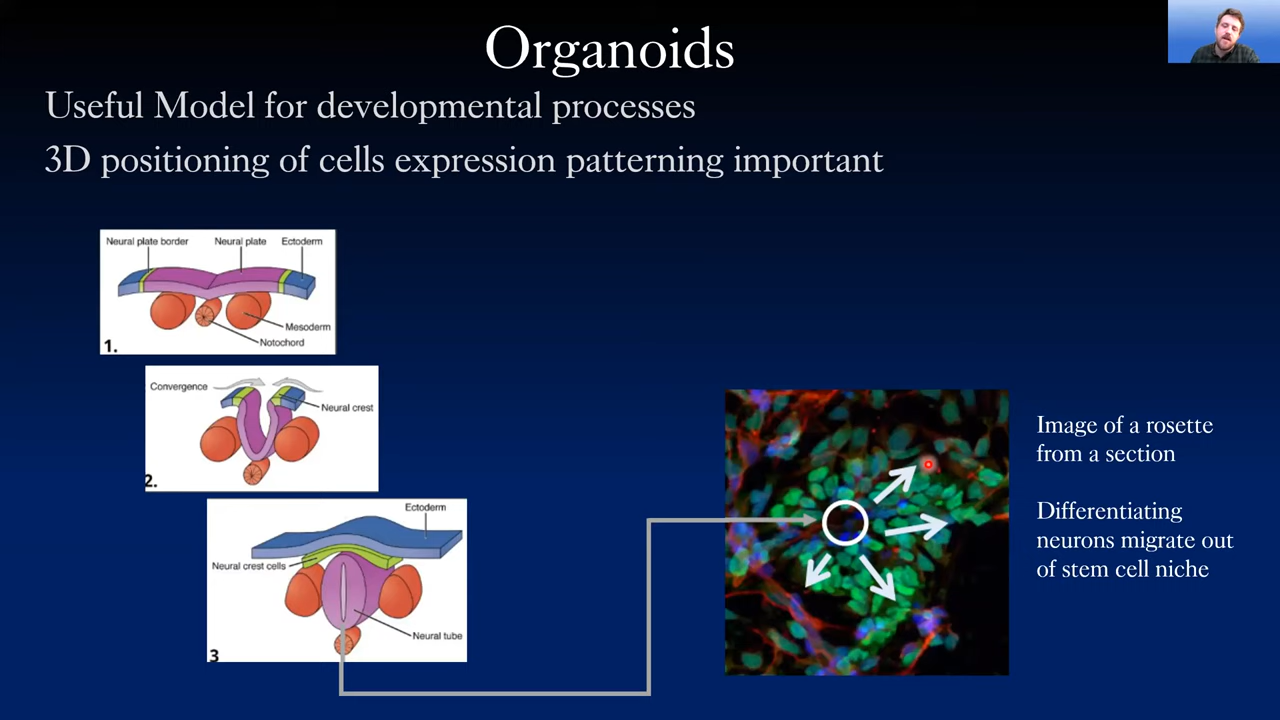 Organoids
Useful Model for developmental processes
3D positioning of cells expression patterning important
Neural plate border Neural plate Ectoderm
Mesoderm
Notochord
1.
Convergence
Neural crest
2.
Ectoderm
Neural crest cells
Neural tube
3
Image of a rosette
from a section
Differentiating
neurons migrate out
of stem cell niche